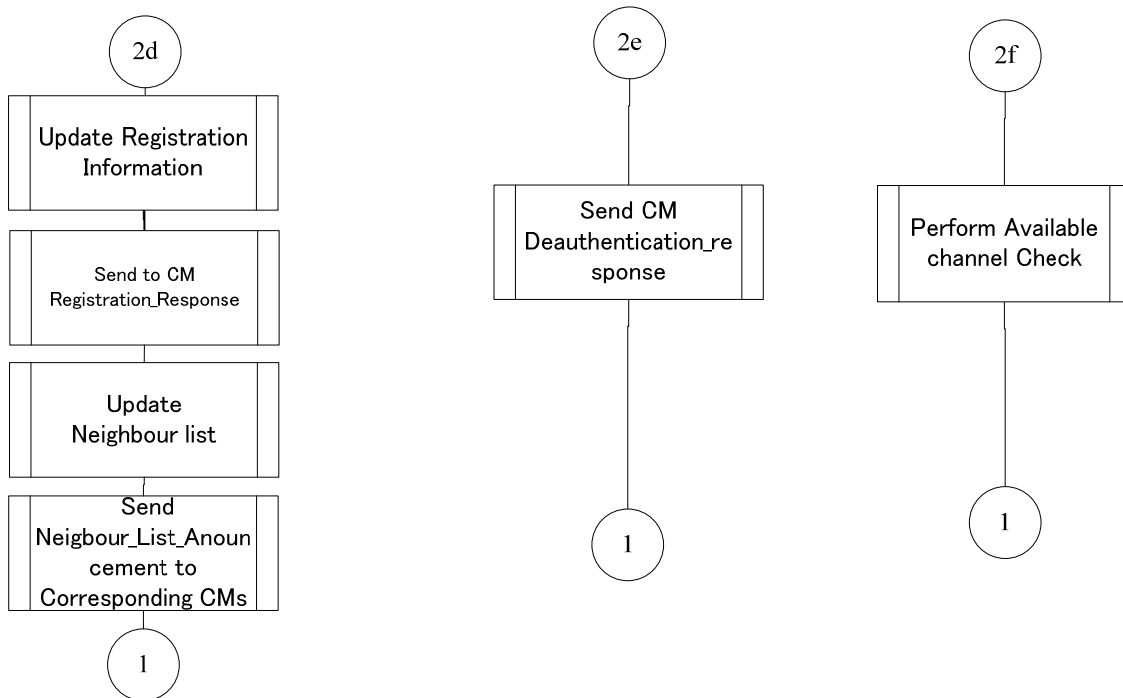 2d
Update Registration
Information
Send to CM
Registration_Response
Update
Neighbour list
Send
Neigbour_List_Anoun
cement to
Corresponding CMs
1
2e
Send CM
Deauthentication_re
sponse
1
2f
Perform Available
channel Check
1